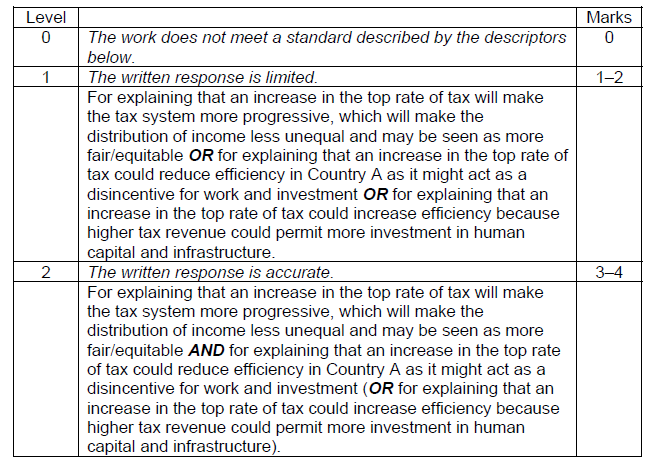 Level Marks
0 The work does not meet a standard described by the descriptors 0
below.
1 The written response is limited. 1–2
For explaining that an increase in the top rate of tax will make
the tax system more progressive, which will make the
distribution of income less unequal and may be seen as more
fair/equitable OR for explaining that an increase in the top rate of
tax could reduce efficiency in Country A as it might act as a
disincentive for work and investment OR for explaining that an
increase in the top rate of tax could increase efficiency because
higher tax revenue could permit more investment in human
capital and infrastructure.
2 The written response is accurate. 3–4
For explaining that an increase in the top rate of tax will make
the tax system more progressive, which will make the
distribution of income less unequal and may be seen as more
fair/equitable AND for explaining that an increase in the top rate
of tax could reduce efficiency in Country A as it might act as a
disincentive for work and investment (OR for explaining that an
increase in the top rate of tax could increase efficiency because
higher tax revenue could permit more investment in human
capital and infrastructure).